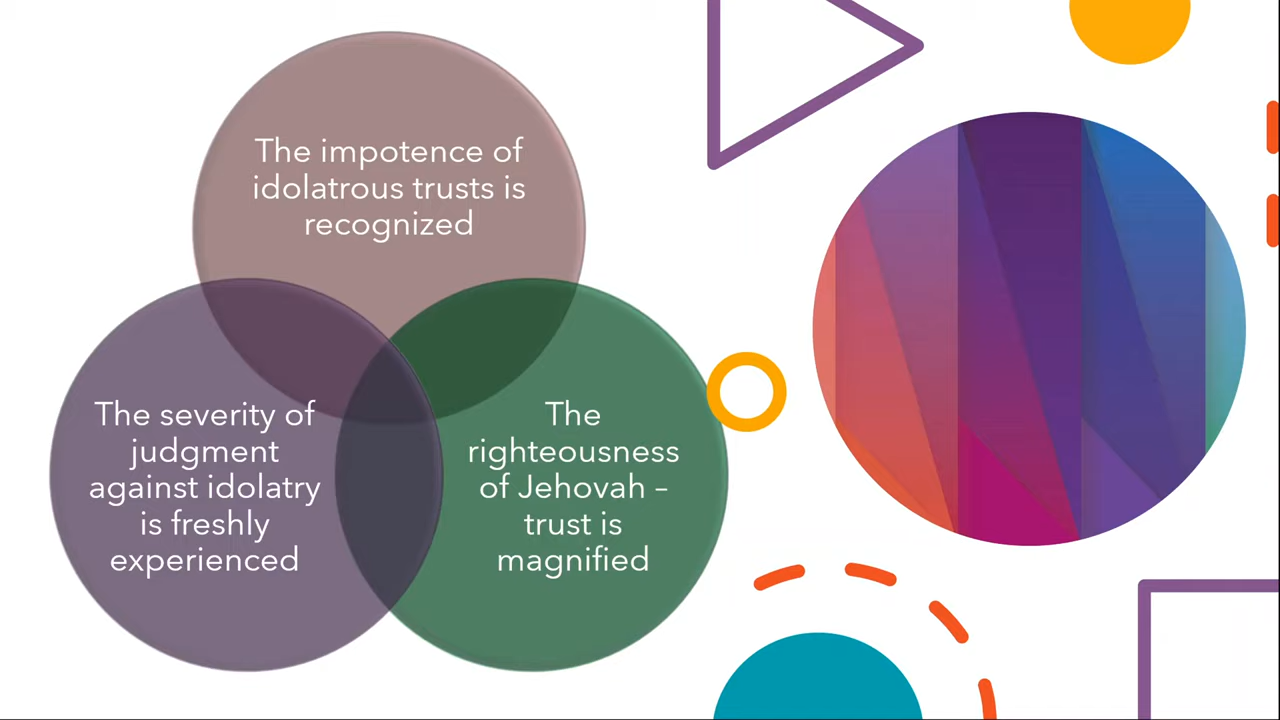 The impotence of
idolatrous trusts is
recognized
The severity of
judgment
against idolatry
is freshly
experienced
The
righteousness
of Jehovah –
trust is
magnified